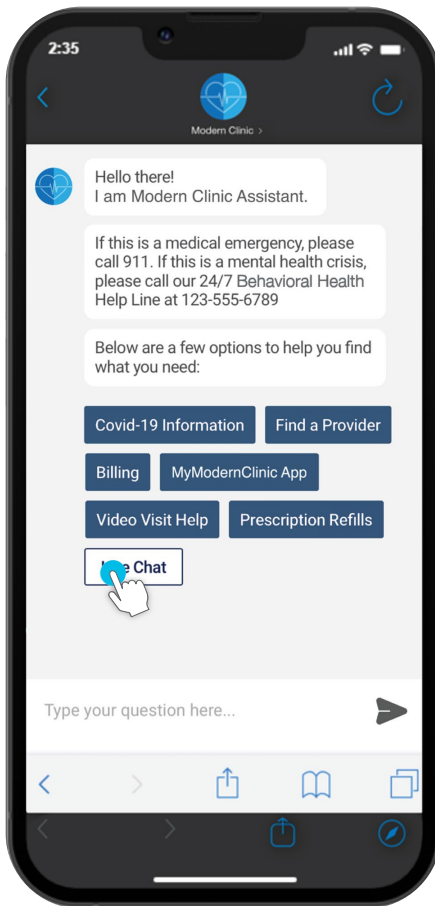 2:35
Modern Clinic >
Hello there!
I am Modern Clinic Assistant.
If this is a medical emergency, please
call 911. If this is a mental health crisis,
please call our 24/7 Behavioral Health
Help Line at 123-555-6789
Below are a few options to help you find
what you need:
Covid-19 Information Find a Provider
Billing MyModernClinic App
Video Visit Help Prescription Refills
Chat
Type your question here...